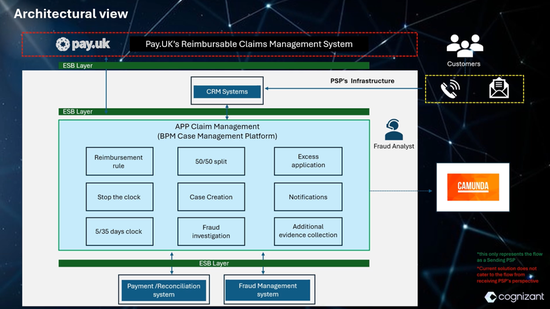 Architectural view
pay.uk
Pay.UK's Reimbursable Claims Management System
ESB Layer
Customers
CRM Systems
PSP's Infrastructure
ESB Layer
APP Claim Management
(BPM Case Management Platform)
Fraud Analyst
Reimbursement
rule
50/50 split
Excess
application
Stop the clock
Case Creation
Notifications
CAMUNDA
5/35 days clock
Fraud
investigation
Additional
evidence collection
*this only represents the flow
as a Sending PSP
ESB Layer
*Current solution does not
cater to the flow from
receiving PSP's perspective
Payment /Reconciliation
system
Fraud Management
system
cognizant